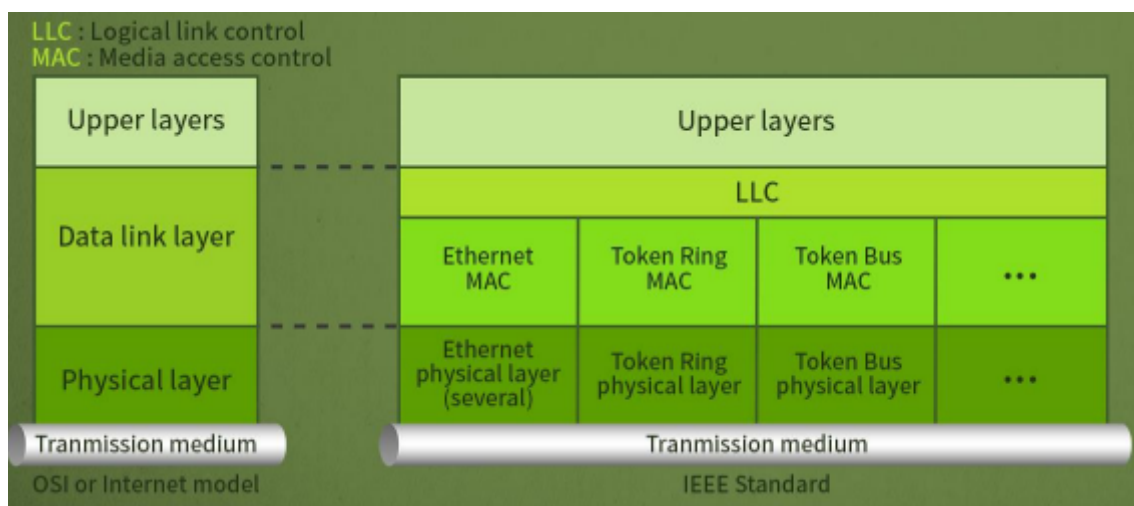 LLC : Logical link control
MAC : Media access control
Upper layers
Data link layer
Physical layer
Tranmission medium
OSI or Internet model
Upper layers
LLC
Ethernet
MAC
Token Ring
MAC
Token Bus
MAC
...
Ethernet
physical layer
(several)
Token Ring
physical layer
Token Bus
physical layer
...
Tranmission medium
IEEE Standard